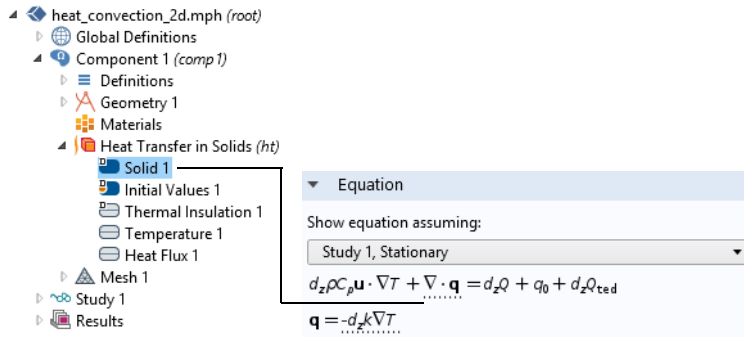 heat_convection_2d.mph (root)
Global Definitions
Component 1 (comp1)
Definitions
Geometry 1
Materials
Heat Transfer in Solids (ht)
Solid 1
Initial Values 1
Thermal Insulation 1
Temperature 1
Heat Flux 1
Mesh 1
Study 1
Results
Equation
Show equation assuming:
Study 1, Stationary
d_zρC_p𝐮 · ∇T + ∇ · 𝐪 = d_zQ + q_0 + d_zQ_ted
𝐪 = -d_zk∇T